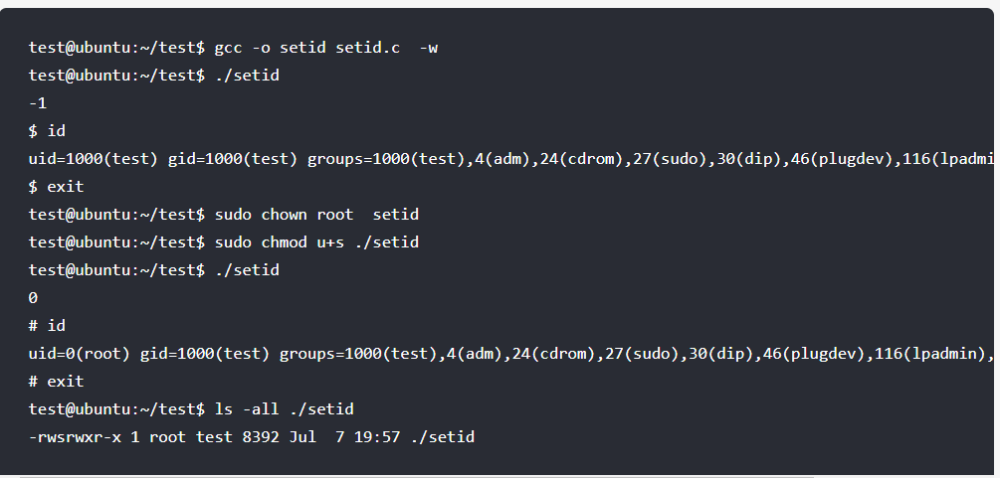 test@ubuntu:~/test$ gcc -o setid setid.c  -w
test@ubuntu:~/test$ ./setid
-1
$ id
uid=1000(test) gid=1000(test) groups=1000(test),4(adm),24(cdrom),27(sudo),30(dip),46(plugdev),116(lpadmi
$ exit
test@ubuntu:~/test$ sudo chown root  setid
test@ubuntu:~/test$ sudo chmod u+s ./setid
test@ubuntu:~/test$ ./setid
0
# id
uid=0(root) gid=1000(test) groups=1000(test),4(adm),24(cdrom),27(sudo),30(dip),46(plugdev),116(lpadmin),
# exit
test@ubuntu:~/test$ ls -all ./setid
-rwsrwxr-x 1 root test 8392 Jul  7 19:57 ./setid